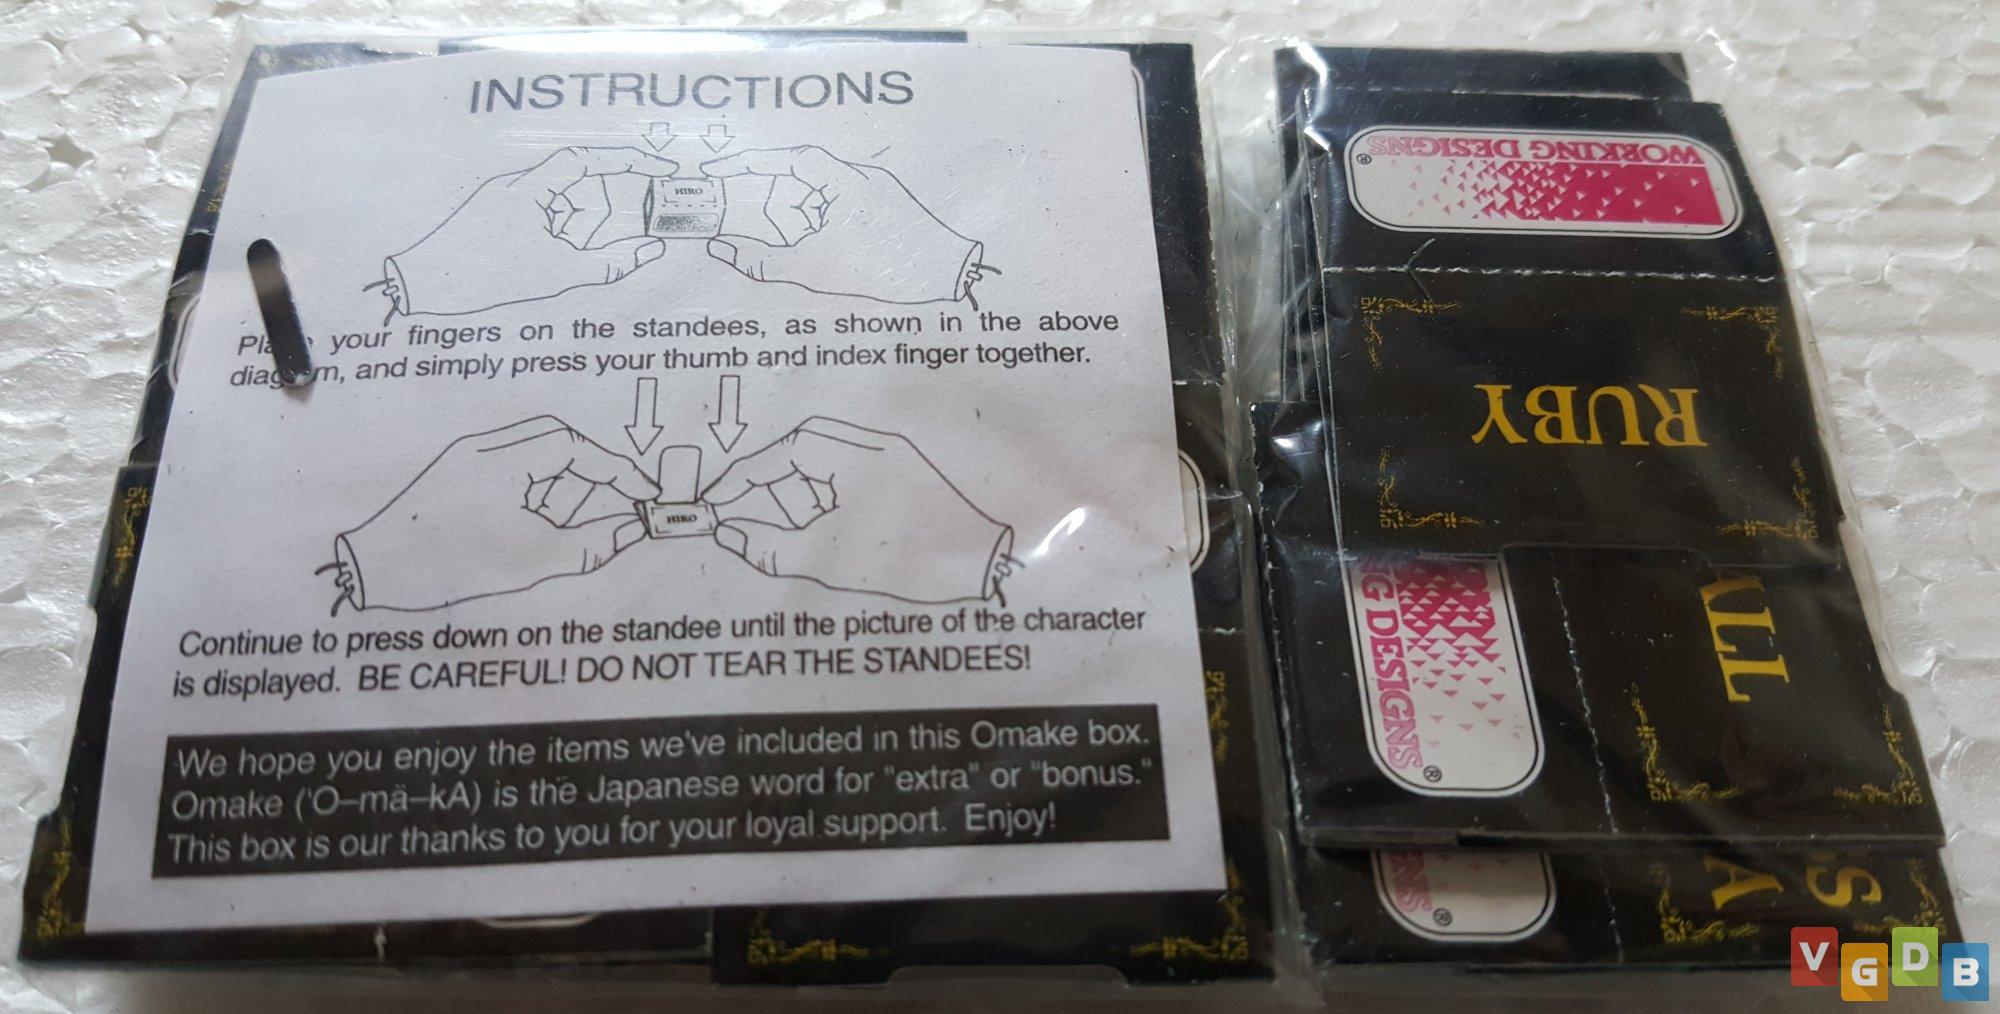 INSTRUCTIONS
HIRO
your fingers on the standees, as shown in the above
and simply press your thumb and index finger together.
HIRO
Continue to press down on the standee until the picture of the character
is displayed. BE CAREFUL! DO NOT TEAR THE STANDEES!
We hope you enjoy the items we've included in this Omake box.
Omake ('O–mä–kA) is the Japanese word for "extra" or "bonus."
This box is our thanks to you for your loyal support. Enjoy!
WORKING DESIGNS
®
RUBY
DESIGNS
®
®
VGDB